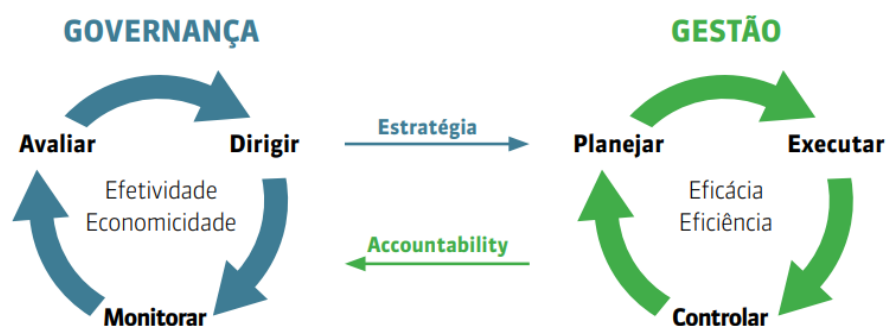 GOVERNANÇA
Avaliar
Dirigir
Efetividade
Economicidade
Monitorar
Estratégia
Accountability
GESTÃO
Planejar
Executar
Eficácia
Eficiência
Controlar